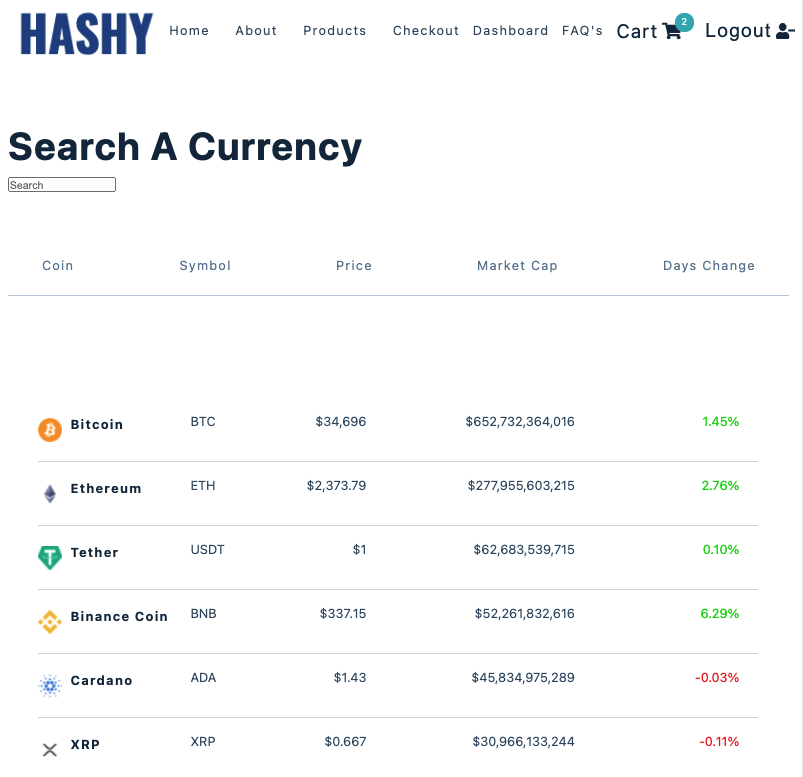 HASHY Home About Products Checkout Dashboard FAQ's Cart 2 Logout
Search A Currency
Search
Coin Symbol Price Market Cap Days Change
Bitcoin BTC $34,696 $652,732,364,016 1.45%
Ethereum ETH $2,373.79 $277,955,603,215 2.76%
Tether USDT $1 $62,683,539,715 0.10%
Binance Coin BNB $337.15 $52,261,832,616 6.29%
Cardano ADA $1.43 $45,834,975,289 -0.03%
XRP XRP $0.667 $30,966,133,244 -0.11%